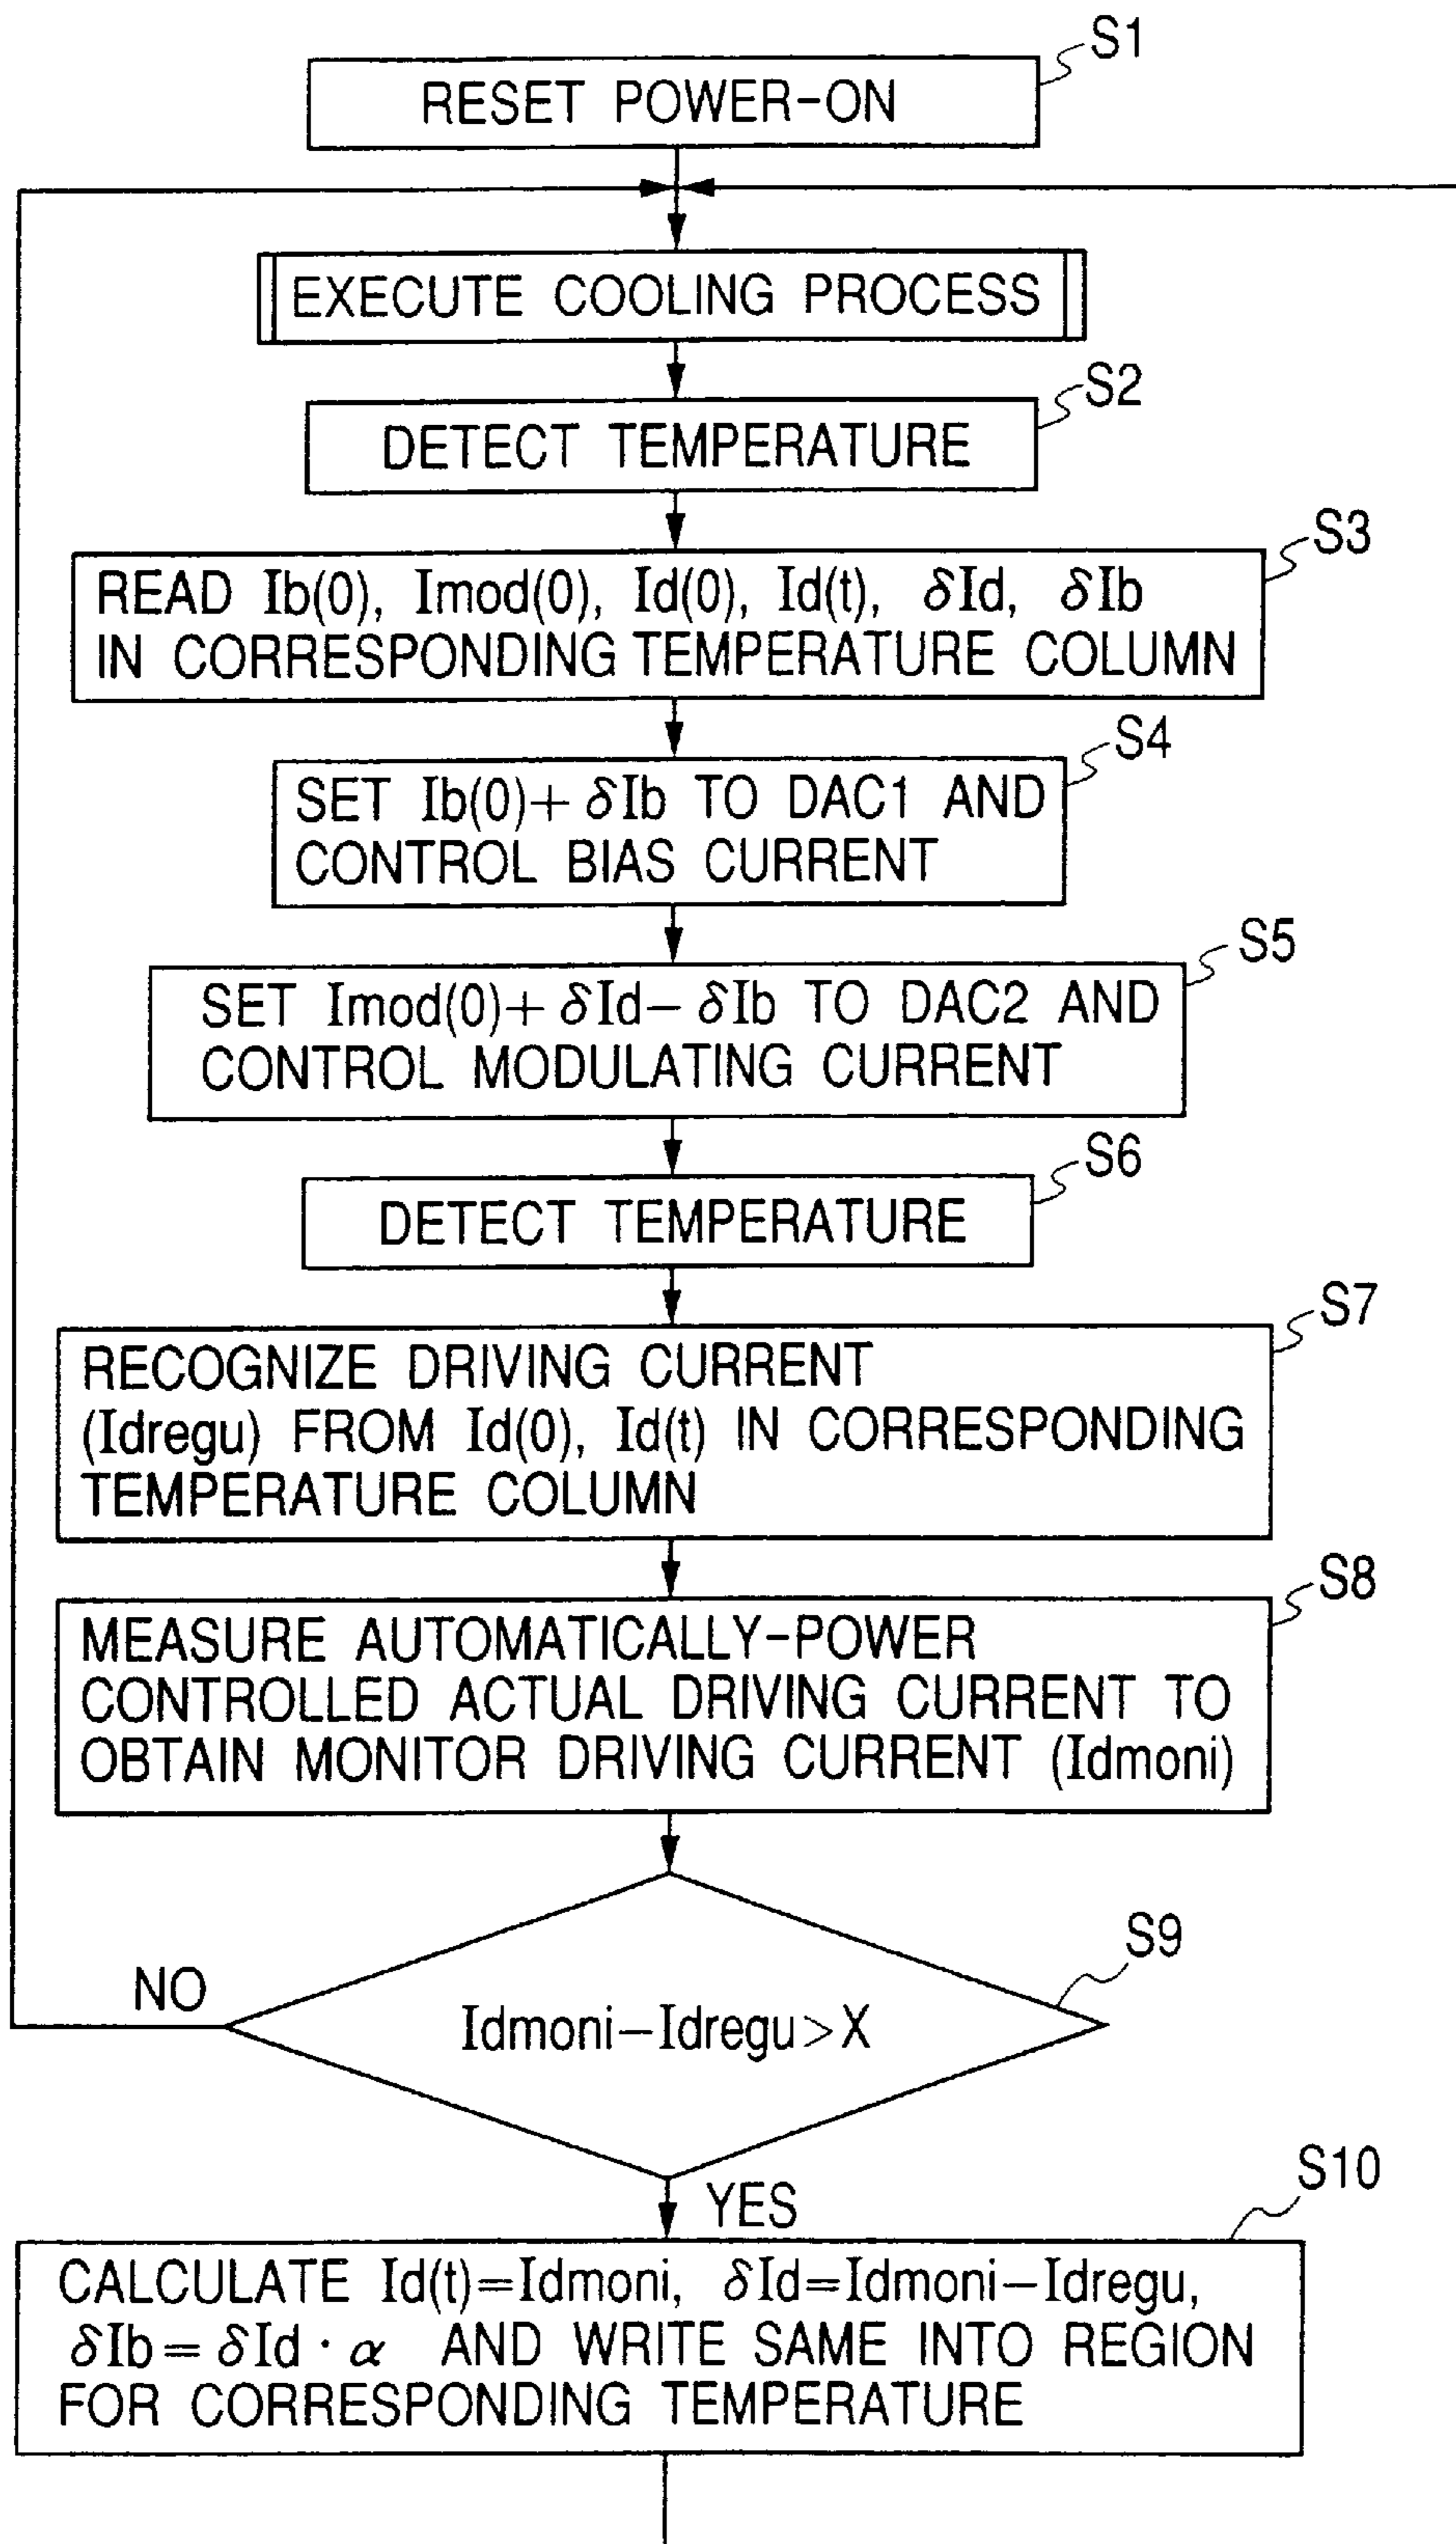 S1
RESET POWER-ON
EXECUTE COOLING PROCESS
S2
DETECT TEMPERATURE
S3
READ Ib(0), Imod(0), Id(0), Id(t), δId, δIb
IN CORRESPONDING TEMPERATURE COLUMN
S4
SET Ib(0)+δIb TO DAC1 AND
CONTROL BIAS CURRENT
S5
SET Imod(0)+δId-δIb TO DAC2 AND
CONTROL MODULATING CURRENT
S6
DETECT TEMPERATURE
S7
RECOGNIZE DRIVING CURRENT
(Idregu) FROM Id(0), Id(t) IN CORRESPONDING
TEMPERATURE COLUMN
S8
MEASURE AUTOMATICALLY-POWER
CONTROLLED ACTUAL DRIVING CURRENT TO
OBTAIN MONITOR DRIVING CURRENT (Idmoni)
S9
NO
Idmoni-Idregu>X
YES
S10
CALCULATE Id(t)=Idmoni, δId=Idmoni-Idregu,
δIb=δId·α AND WRITE SAME INTO REGION
FOR CORRESPONDING TEMPERATURE